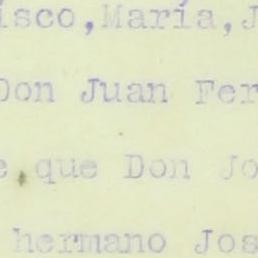 isco,María,J
Don Juan Fer
e que Don Jo
hermano Jos